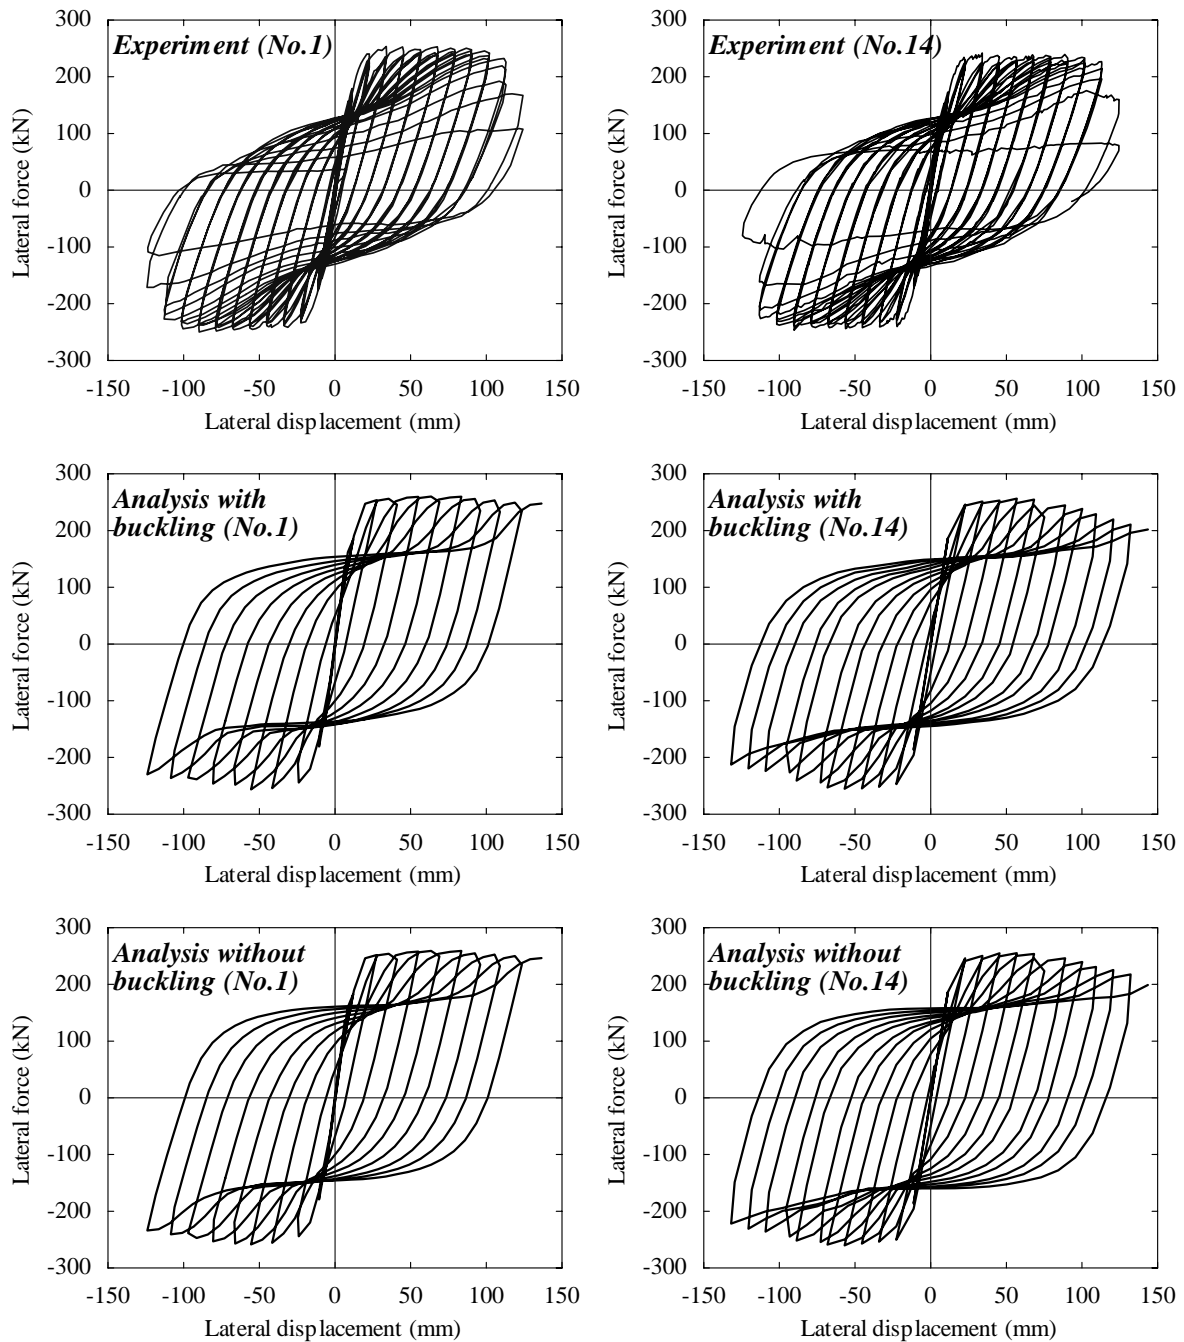 300
200
100
0
-100
-200
-300
Lateral force (kN)
Experiment (No.1)
-150 -100 -50 0 50 100 150
Lateral displacement (mm)
300
200
100
0
-100
-200
-300
Lateral force (kN)
Experiment (No.14)
-150 -100 -50 0 50 100 150
Lateral displacement (mm)
300
200
100
0
-100
-200
-300
Lateral force (kN)
Analysis with
buckling (No.1)
-150 -100 -50 0 50 100 150
Lateral displacement (mm)
300
200
100
0
-100
-200
-300
Lateral force (kN)
Analysis with
buckling (No.14)
-150 -100 -50 0 50 100 150
Lateral displacement (mm)
300
200
100
0
-100
-200
-300
Lateral force (kN)
Analysis without
buckling (No.1)
-150 -100 -50 0 50 100 150
Lateral displacement (mm)
300
200
100
0
-100
-200
-300
Lateral force (kN)
Analysis without
buckling (No.14)
-150 -100 -50 0 50 100 150
Lateral displacement (mm)